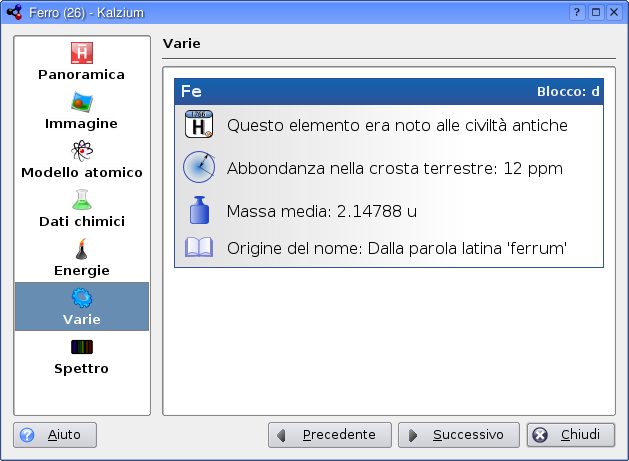 Ferro (26) - Kalzium
Panoramica
Immagine
Modello atomico
Dati chimici
Energie
Varie
Spettro
Varie
Fe
Blocco: d
Questo elemento era noto alle civiltà antiche
Abbondanza nella crosta terrestre: 12 ppm
Massa media: 2.14788 u
Origine del nome: Dalla parola latina 'ferrum'
Aiuto
Precedente
Successivo
Chiudi